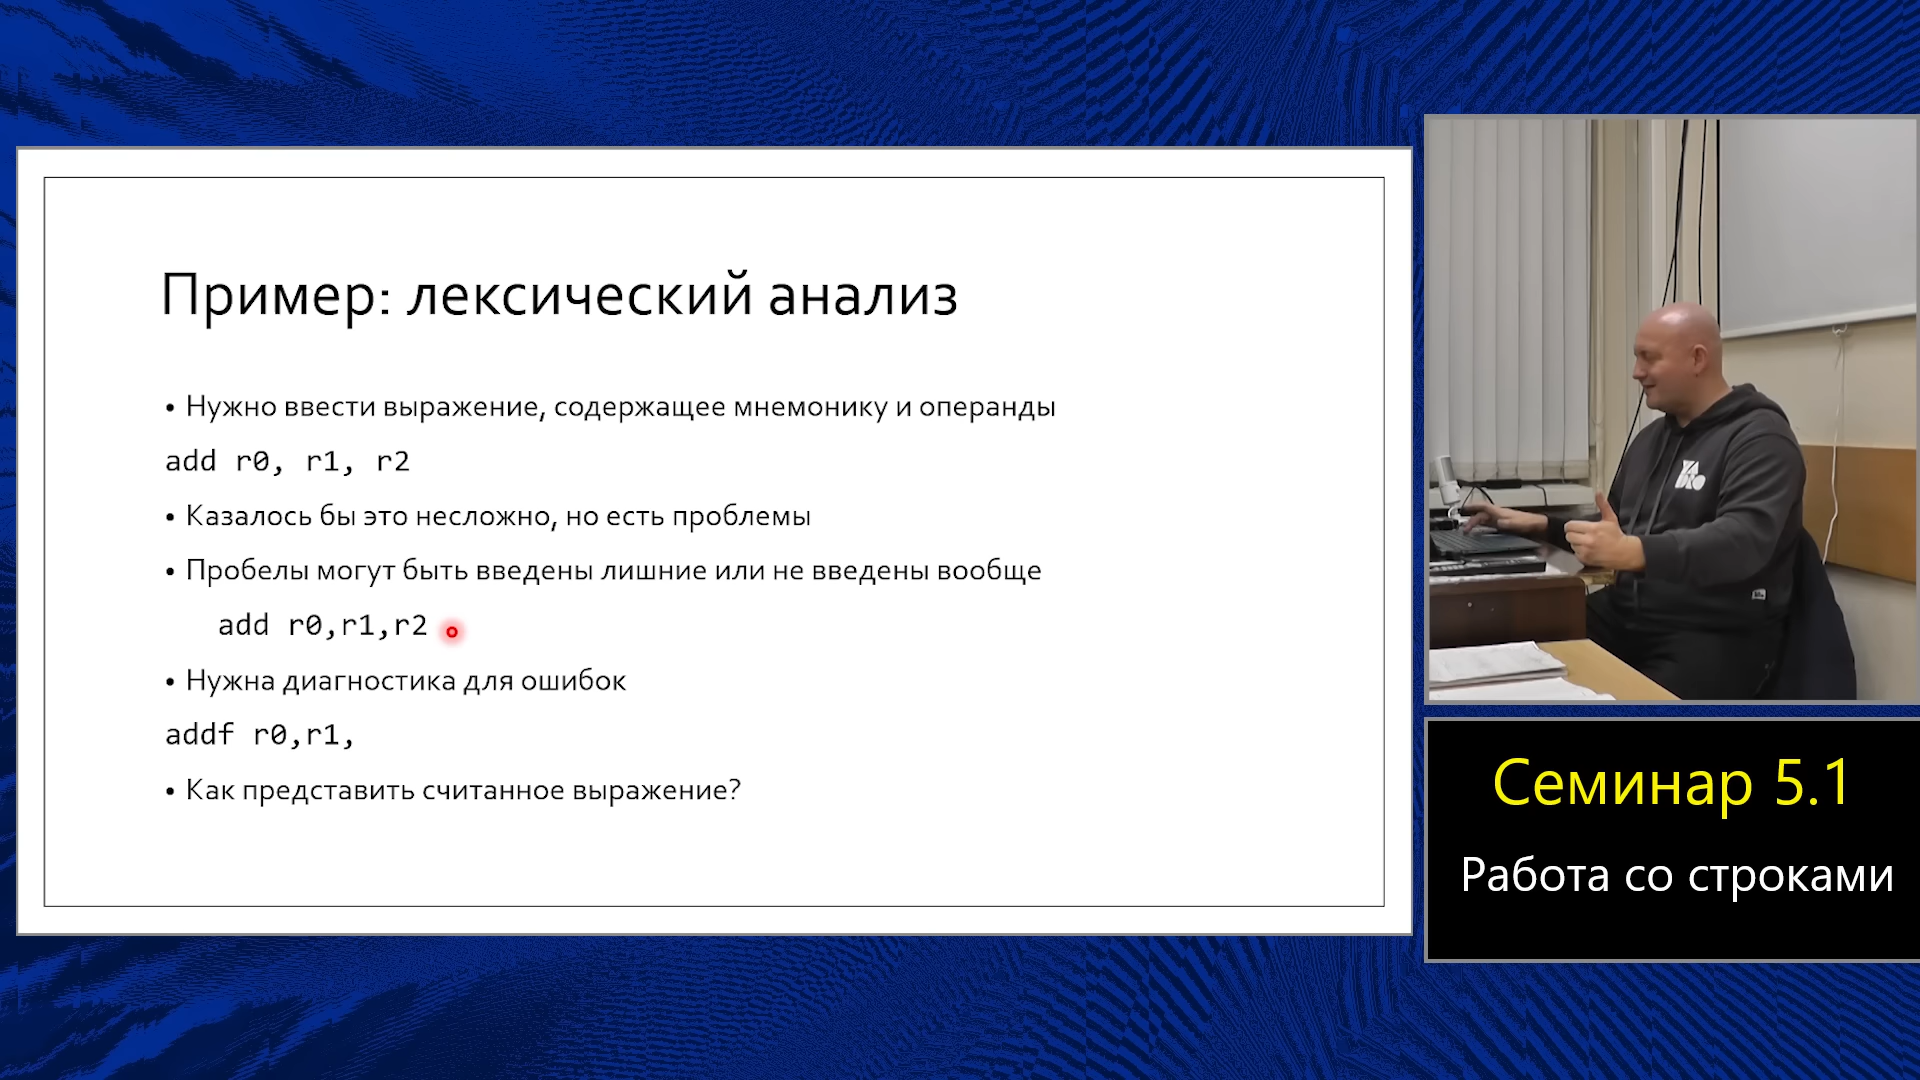 Пример: лексический анализ
• Нужно ввести выражение, содержащее мнемонику и операнды
add r0, r1, r2
• Казалось бы это несложно, но есть проблемы
• Пробелы могут быть введены лишние или не введены вообще
add r0,r1,r2
• Нужна диагностика для ошибок
addf r0,r1,
• Как представить считанное выражение?
Семинар 5.1
Работа со строками